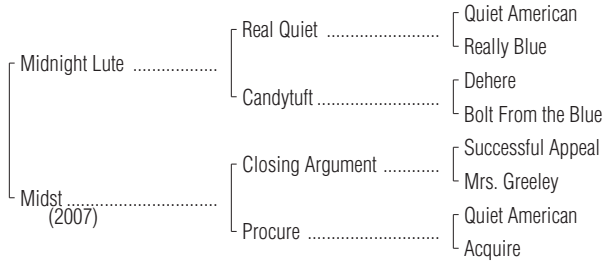 Quiet American
Real Quiet ....................
Really Blue
Midnight Lute ...............
Dehere
Candytuft......................
Bolt From the Blue
Successful Appeal
Closing Argument ..........
Mrs. Greeley
Midst ...........................
(2007)
Quiet American
Procure .......................
Acquire